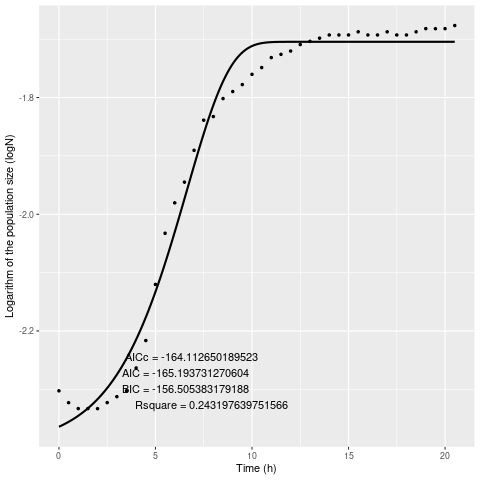 Logarithm of the population size (logN)
-1.8
-2.0
-2.2
AICc = -164.112650189523
AIC = -165.193731270604
BIC = -156.505383179188
Rsquare = 0.243197639751566
0 5 10 15 20
Time (h)